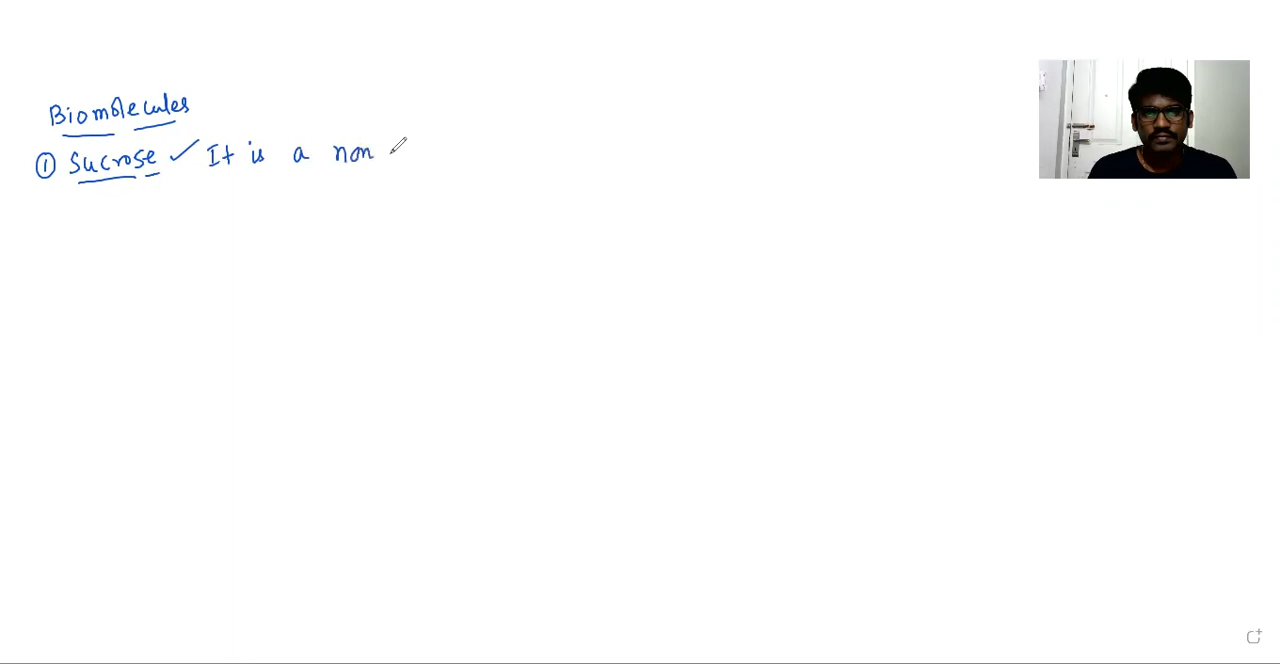 Biomolecules
① Sucrose ✓ It is a non